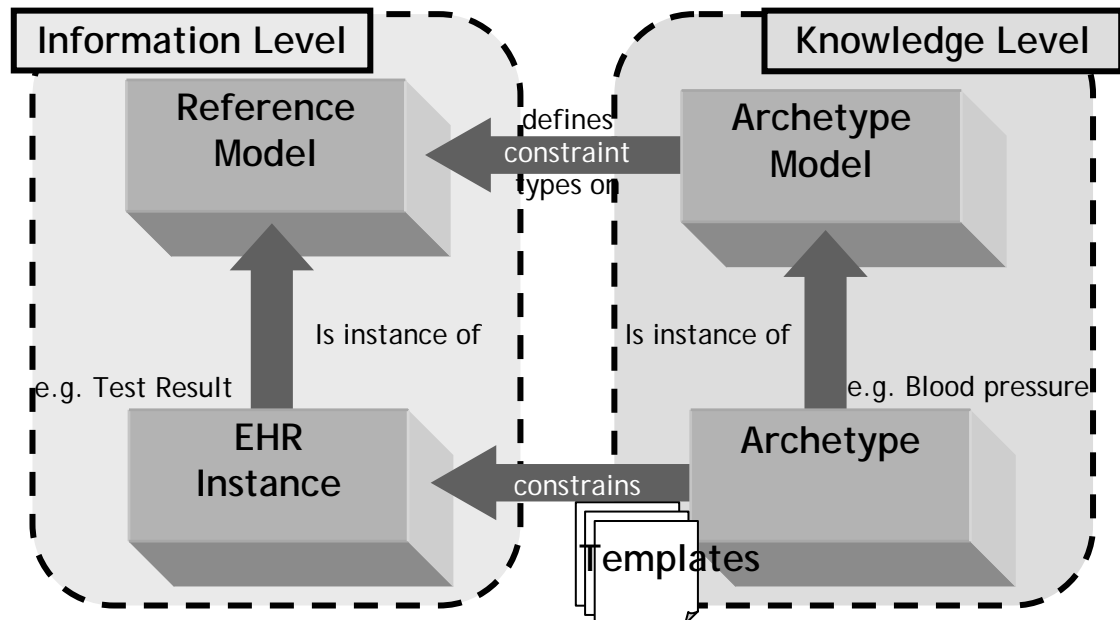 Information Level
Knowledge Level
Reference
Model
defines
constraint
types on
Archetype
Model
Is instance of
Is instance of
e.g. Test Result
e.g. Blood pressure
EHR
Instance
constrains
Archetype
Templates